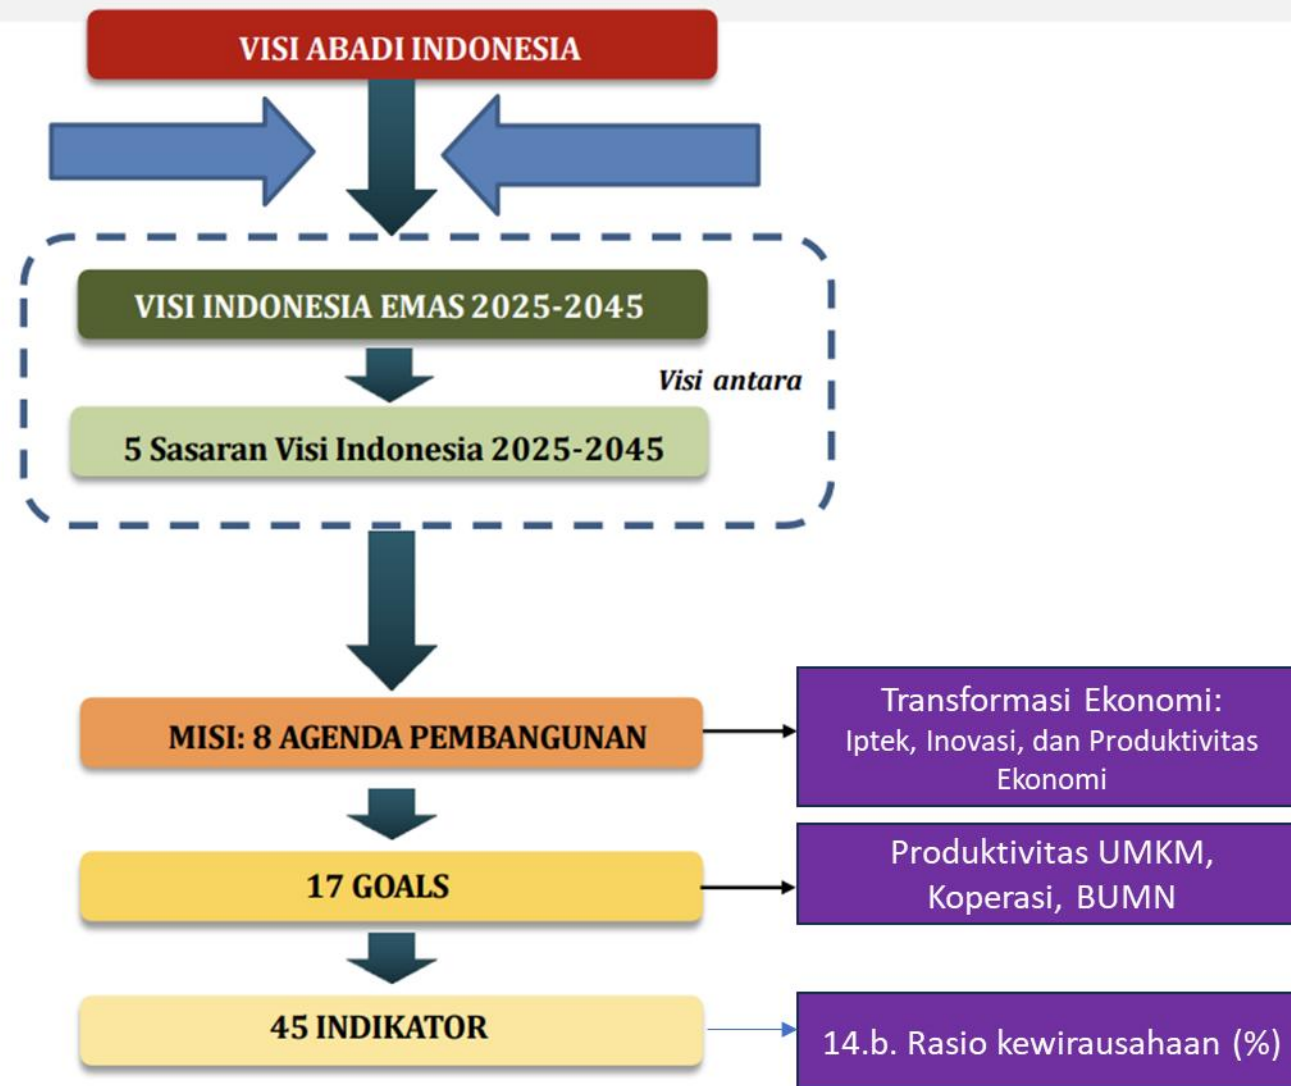 VISI ABADI INDONESIA
VISI INDONESIA EMAS 2025-2045
Visi antara
5 Sasaran Visi Indonesia 2025-2045
MISI: 8 AGENDA PEMBANGUNAN
Transformasi Ekonomi:
Iptek, Inovasi, dan Produktivitas
Ekonomi
17 GOALS
Produktivitas UMKM,
Koperasi, BUMN
45 INDIKATOR
14.b. Rasio kewirausahaan (%)